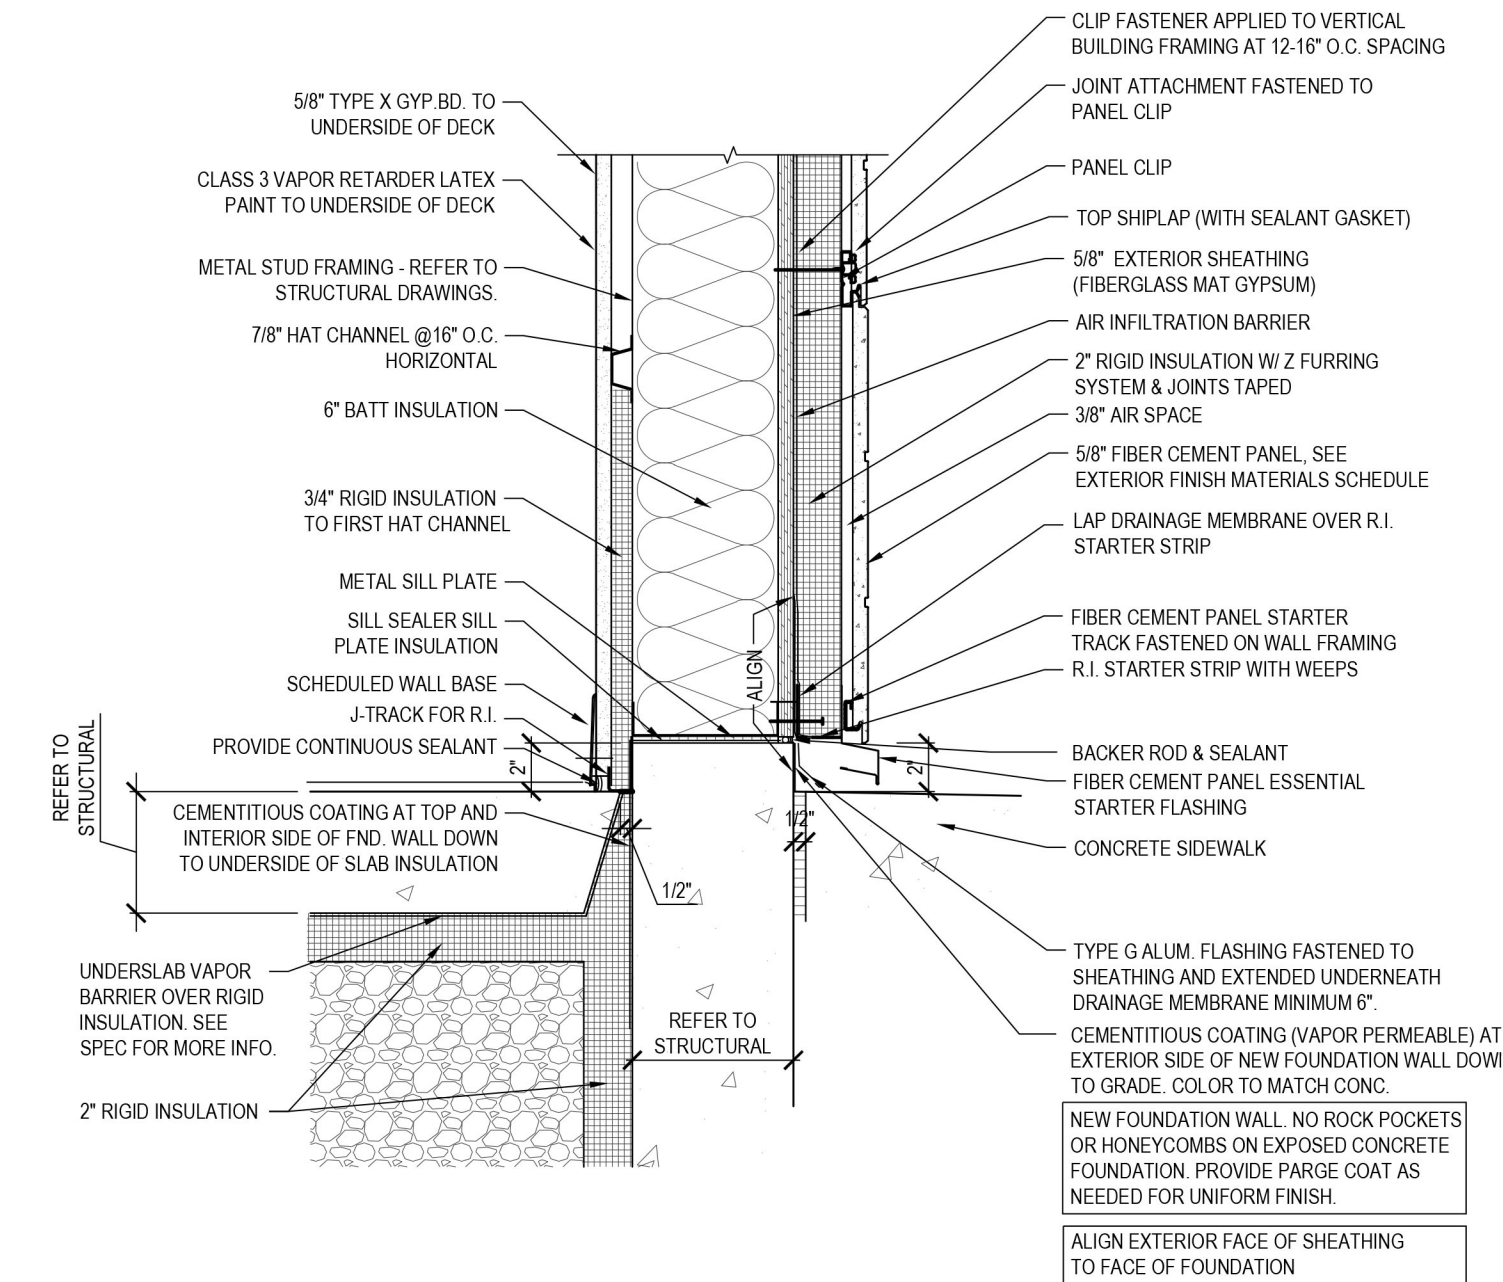 5/8" TYPE X GYP.BD. TO
UNDERSIDE OF DECK
CLASS 3 VAPOR RETARDER LATEX
PAINT TO UNDERSIDE OF DECK
METAL STUD FRAMING - REFER TO
STRUCTURAL DRAWINGS.
7/8" HAT CHANNEL @16" O.C.
HORIZONTAL
6" BATT INSULATION
3/4" RIGID INSULATION
TO FIRST HAT CHANNEL
METAL SILL PLATE
SILL SEALER SILL
PLATE INSULATION
SCHEDULED WALL BASE
J-TRACK FOR R.I.
PROVIDE CONTINUOUS SEALANT
REFER TO
STRUCTURAL
CEMENTITIOUS COATING AT TOP AND
INTERIOR SIDE OF FND. WALL DOWN
TO UNDERSIDE OF SLAB INSULATION
UNDERSLAB VAPOR
BARRIER OVER RIGID
INSULATION. SEE
SPEC FOR MORE INFO.
2" RIGID INSULATION
2"
ALIGN
2"
1/2"
1/2"
REFER TO
STRUCTURAL
CLIP FASTENER APPLIED TO VERTICAL
BUILDING FRAMING AT 12-16" O.C. SPACING
JOINT ATTACHMENT FASTENED TO
PANEL CLIP
PANEL CLIP
TOP SHIPLAP (WITH SEALANT GASKET)
5/8" EXTERIOR SHEATHING
(FIBERGLASS MAT GYPSUM)
AIR INFILTRATION BARRIER
2" RIGID INSULATION W/ Z FURRING
SYSTEM & JOINTS TAPED
3/8" AIR SPACE
5/8" FIBER CEMENT PANEL, SEE
EXTERIOR FINISH MATERIALS SCHEDULE
LAP DRAINAGE MEMBRANE OVER R.I.
STARTER STRIP
FIBER CEMENT PANEL STARTER
TRACK FASTENED ON WALL FRAMING
R.I. STARTER STRIP WITH WEEPS
BACKER ROD & SEALANT
FIBER CEMENT PANEL ESSENTIAL
STARTER FLASHING
CONCRETE SIDEWALK
TYPE G ALUM. FLASHING FASTENED TO
SHEATHING AND EXTENDED UNDERNEATH
DRAINAGE MEMBRANE MINIMUM 6".
CEMENTITIOUS COATING (VAPOR PERMEABLE) AT
EXTERIOR SIDE OF NEW FOUNDATION WALL DOWN
TO GRADE. COLOR TO MATCH CONC.
NEW FOUNDATION WALL. NO ROCK POCKETS
OR HONEYCOMBS ON EXPOSED CONCRETE
FOUNDATION. PROVIDE PARGE COAT AS
NEEDED FOR UNIFORM FINISH.
ALIGN EXTERIOR FACE OF SHEATHING
TO FACE OF FOUNDATION